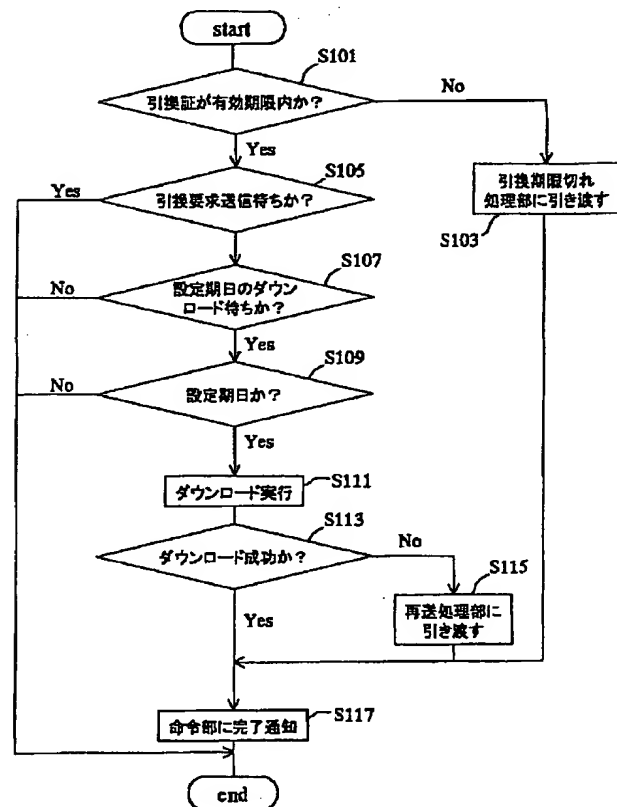 start
S101
引換証が有効期限内か?
No
Yes
S105
Yes
引換要求送信待ちか?
引換期限切れ
処理部に引き渡す
S103
S107
No
設定期日のダウン
ロード待ちか?
Yes
S109
No
設定期日か?
Yes
ダウンロード実行
S111
S113
ダウンロード成功か?
No
S115
Yes
再送処理部に
引き渡す
命令部に完了通知
S117
end